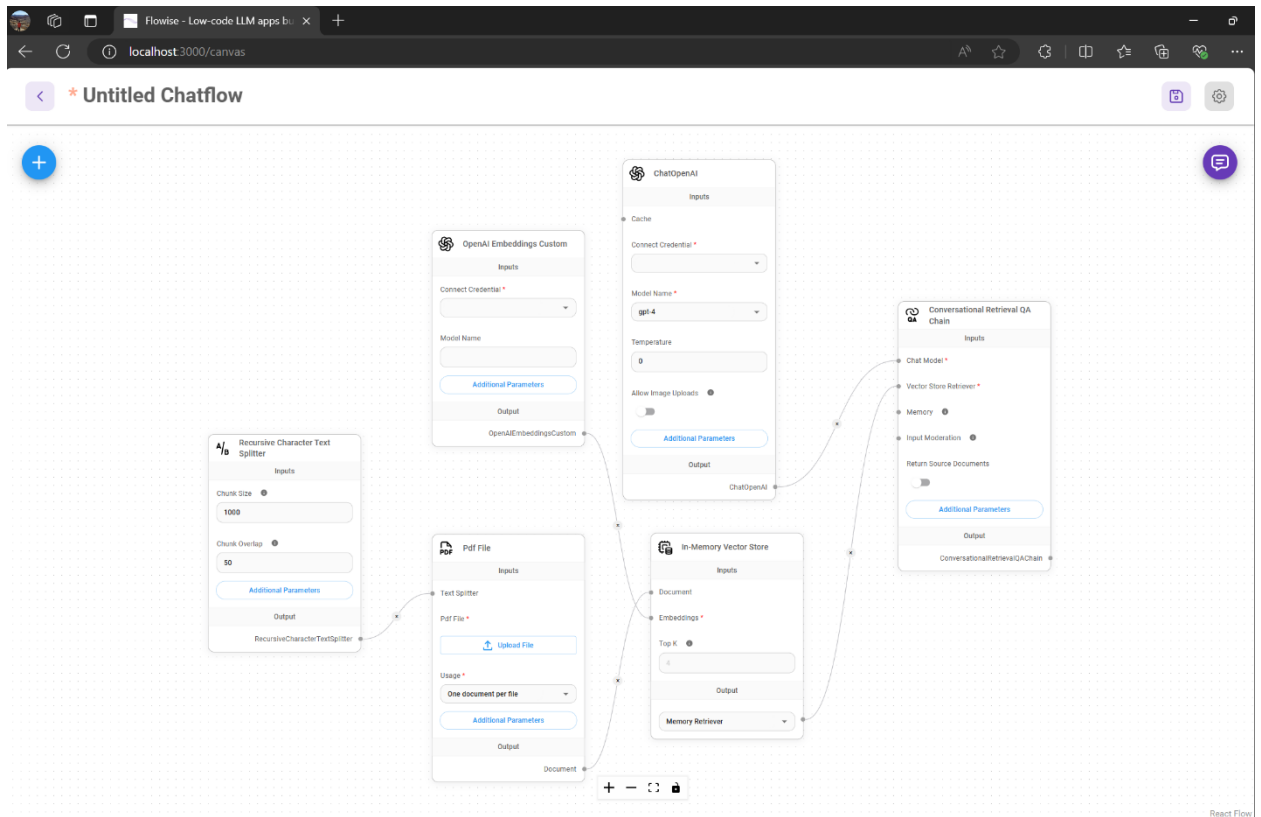 Flowise - Low-code LLM apps bu
localhost:3000/canvas
* Untitled Chatflow
ChatOpenAI
Inputs
Cache
Connect Credential *
Model Name *
gpt-4
Temperature
0
Allow Image Uploads
Additional Parameters
Output
ChatOpenAI
OpenAI Embeddings Custom
Inputs
Connect Credential *
Model Name
Additional Parameters
Output
OpenAIEmbeddingsCustom
Conversational Retrieval QA
Chain
QA
Inputs
Chat Model *
Vector Store Retriever *
Memory
Input Moderation
Return Source Documents
Additional Parameters
Output
ConversationalRetrievalQAChain
A/B
Recursive Character Text
Splitter
Inputs
Chunk Size
1000
Chunk Overlap
50
Additional Parameters
Output
RecursiveCharacterTextSplitter
PDF
Pdf File
Inputs
Text Splitter
Pdf File *
Upload File
Usage *
One document per file
Additional Parameters
Output
Document
In-Memory Vector Store
Inputs
Document
Embeddings *
Top K
4
Output
Memory Retriever
React Flow